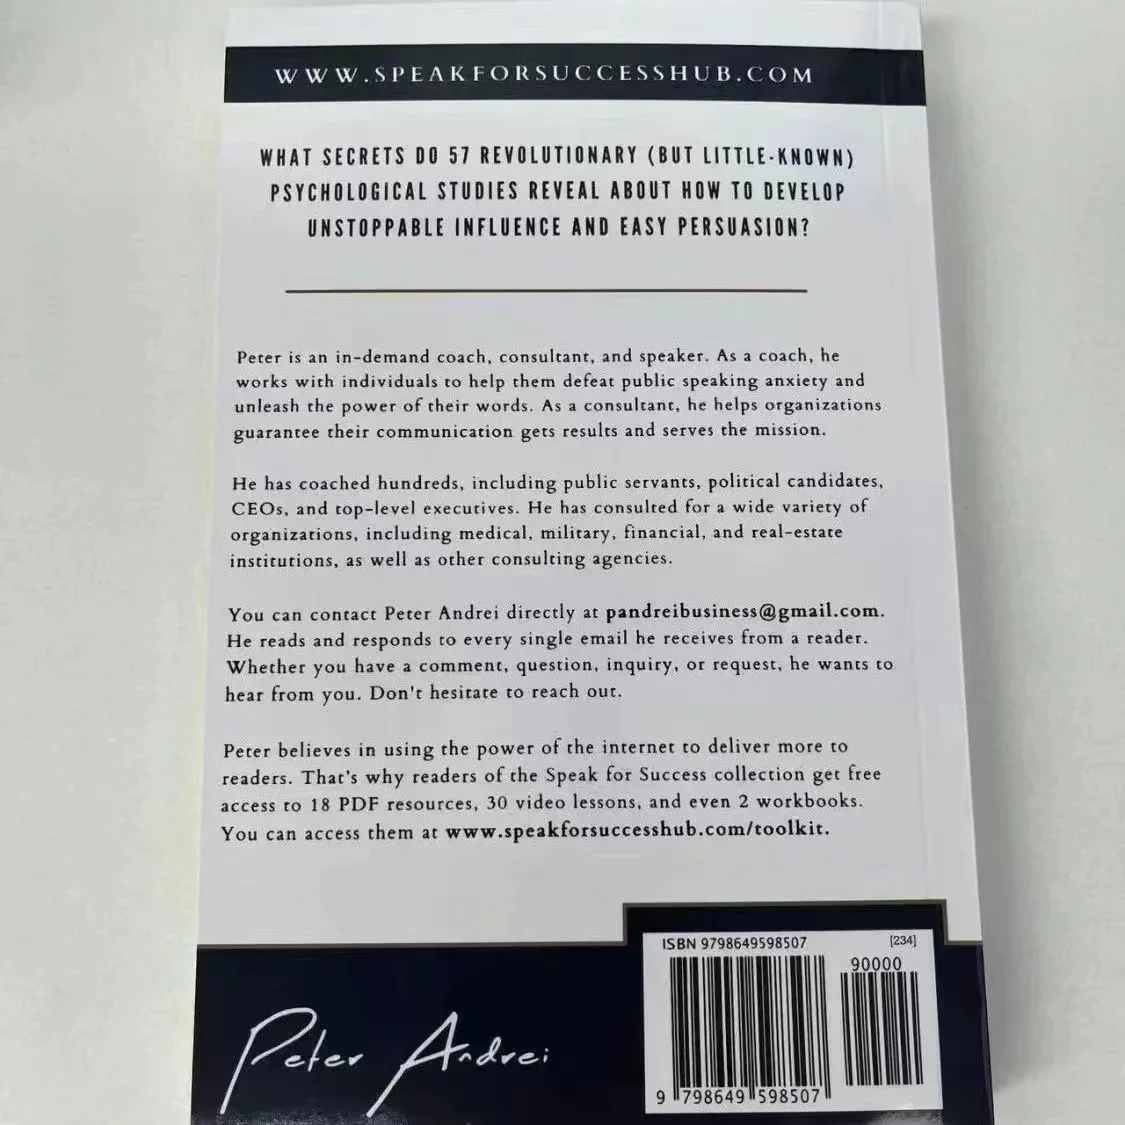 WWW.SPEAKFORSUCCESSHUB.COM
WHAT SECRETS DO 57 REVOLUTIONARY (BUT LITTLE-KNOWN)
PSYCHOLOGICAL STUDIES REVEAL ABOUT HOW TO DEVELOP
UNSTOPPABLE INFLUENCE AND EASY PERSUASION?
Peter is an in-demand coach, consultant, and speaker. As a coach, he
works with individuals to help them defeat public speaking anxiety and
unleash the power of their words. As a consultant, he helps organizations
guarantee their communication gets results and serves the mission.
He has coached hundreds, including public servants, political candidates,
CEOs, and top-level executives. He has consulted for a wide variety of
organizations, including medical, military, financial, and real-estate
institutions, as well as other consulting agencies.
You can contact Peter Andrei directly at pandreibusiness@gmail.com.
He reads and responds to every single email he receives from a reader.
Whether you have a comment, question, inquiry, or request, he wants to
hear from you. Don't hesitate to reach out.
Peter believes in using the power of the internet to deliver more to
readers. That's why readers of the Speak for Success collection get free
access to 18 PDF resources, 30 video lessons, and even 2 workbooks.
You can access them at www.speakforsuccesshub.com/toolkit.
ISBN 9798649598507 [234]
90000
9 798649 598507
Peter Andrei